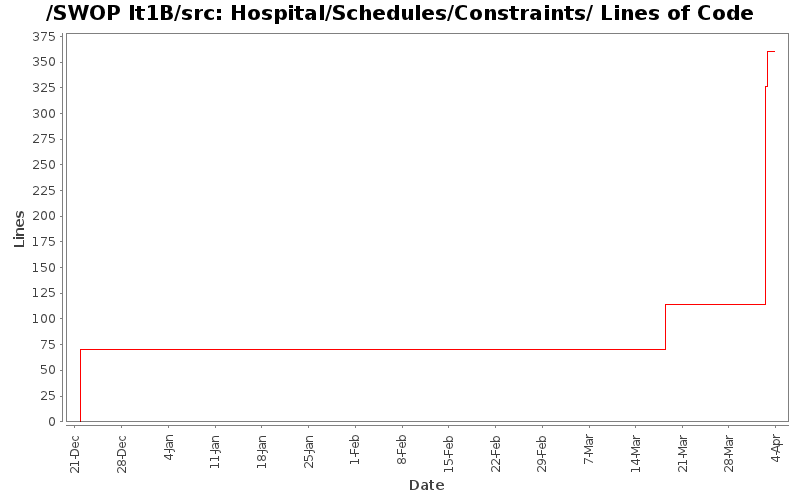 /SWOP It1B/src: Hospital/Schedules/Constraints/ Lines of Code
375
350
325
300
275
250
225
200
175
150
125
100
75
50
25
0
Lines
21-Dec
28-Dec
4-Jan
11-Jan
18-Jan
25-Jan
1-Feb
8-Feb
15-Feb
22-Feb
29-Feb
7-Mar
14-Mar
21-Mar
28-Mar
4-Apr
Date